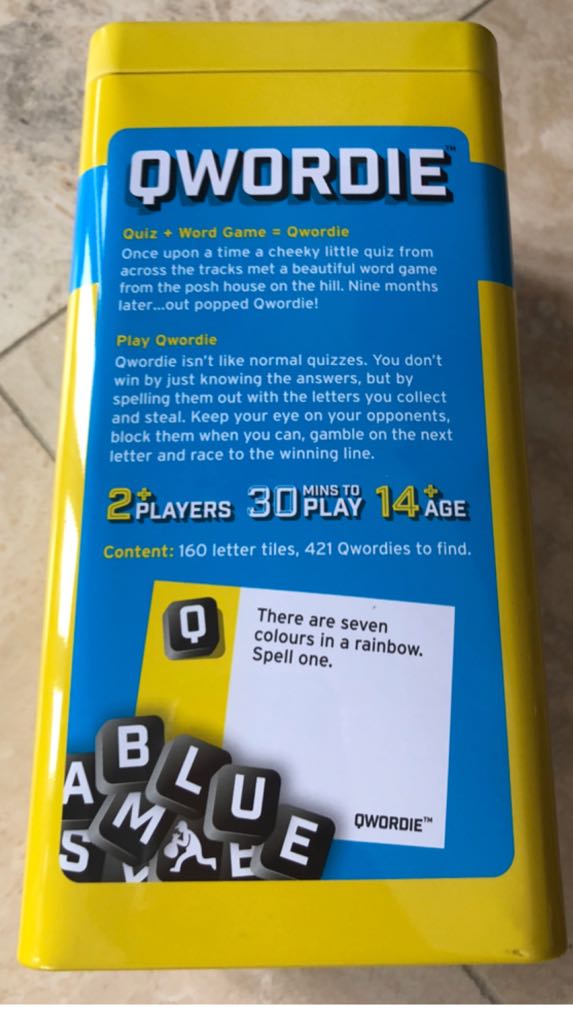 QWORDIE™
Quiz + Word Game = Qwordie
Once upon a time a cheeky little quiz from
across the tracks met a beautiful word game
from the posh house on the hill. Nine months
later...out popped Qwordie!
Play Qwordie
Qwordie isn't like normal quizzes. You don't
win by just knowing the answers, but by
spelling them out with the letters you collect
and steal. Keep your eye on your opponents,
block them when you can, gamble on the next
letter and race to the winning line.
2+ PLAYERS 30 MINS TO PLAY 14+ AGE
Content: 160 letter tiles, 421 Qwordies to find.
Q
There are seven
colours in a rainbow.
Spell one.
BLUE
A
M
S
E
QWORDIE™